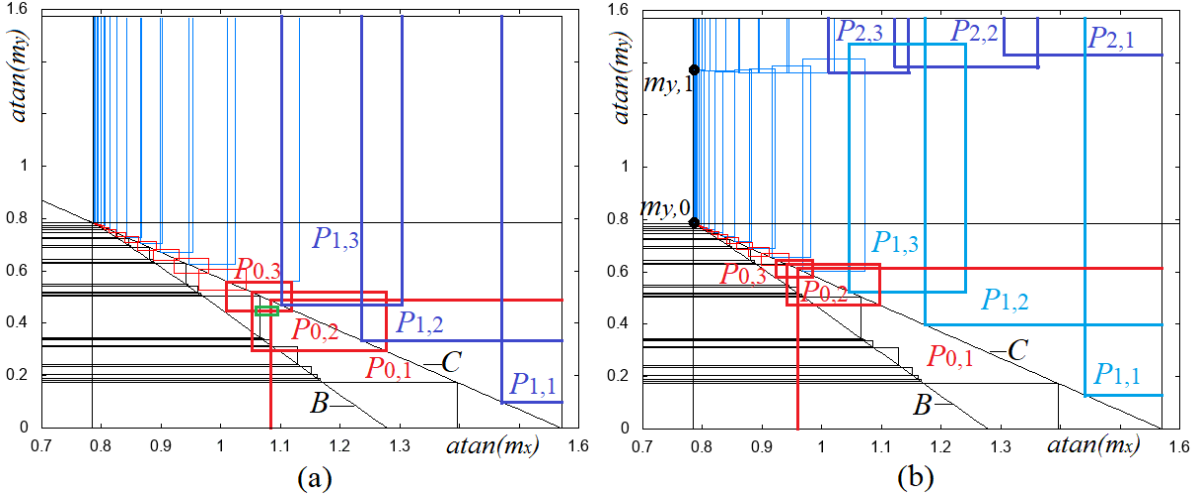 1.6
1.4
atan(my)
1
0.8
0.6
0.4
0.2
0
0.7 0.8 0.9 1 1.1 1.2 1.3 1.4 1.5 1.6
atan(mx)
P1,3
P0,3
P0,2
P1,2
P0,1
P1,1
C
B
(a)
1.6
1.4
atan(my)
1
0.8
0.6
0.4
0.2
0
0.7 0.8 0.9 1 1.1 1.2 1.3 1.4 1.6
atan(mx)
P2,3
P2,2
P2,1
my,1
my,0
P1,3
P0,3
P0,2
P1,2
P0,1
P1,1
C
B
(b)